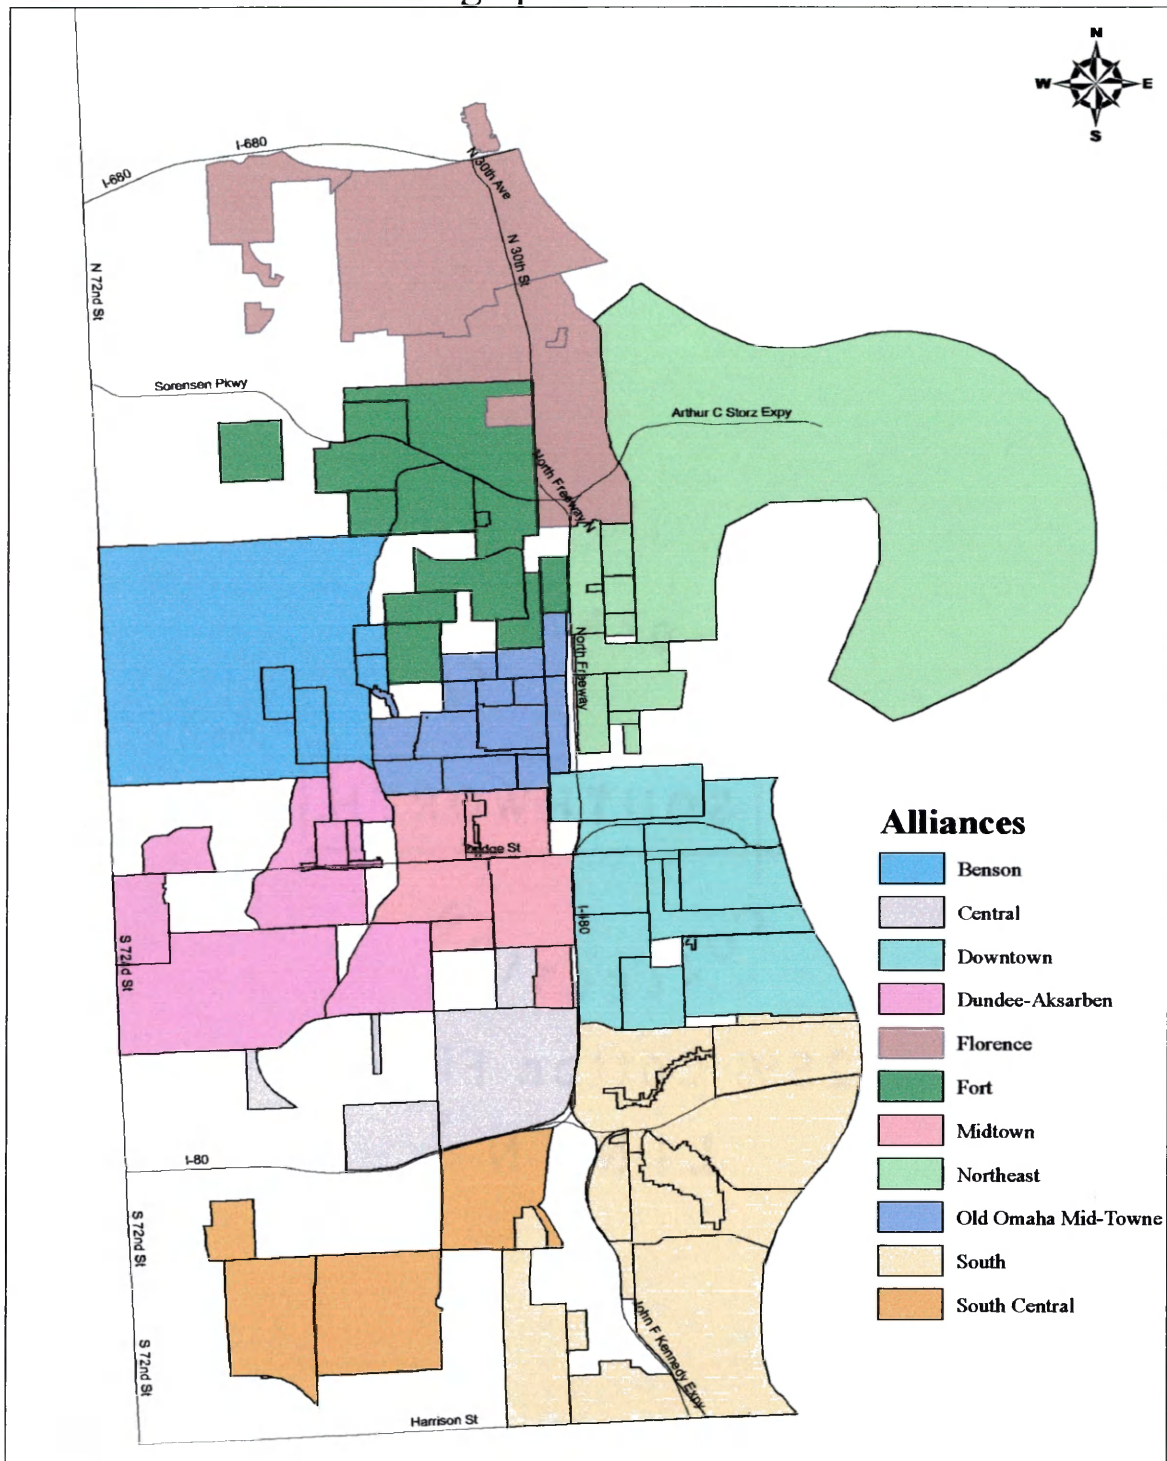 N
W E
S
I-680
I-680
N 30th Ave
N 30th St
N 72nd St
Sorensen Pkwy
Arthur C Storz Expy
North Freeway N
North Freeway
Alliances
Benson
Central
Downtown
Dundee-Aksarben
Florence
Fort
Midtown
Northeast
Old Omaha Mid-Towne
South
South Central
Dodge St
I-480
S 72nd St
I-80
S 72nd St
S 72nd St
John F Kennedy Expy
Harrison St